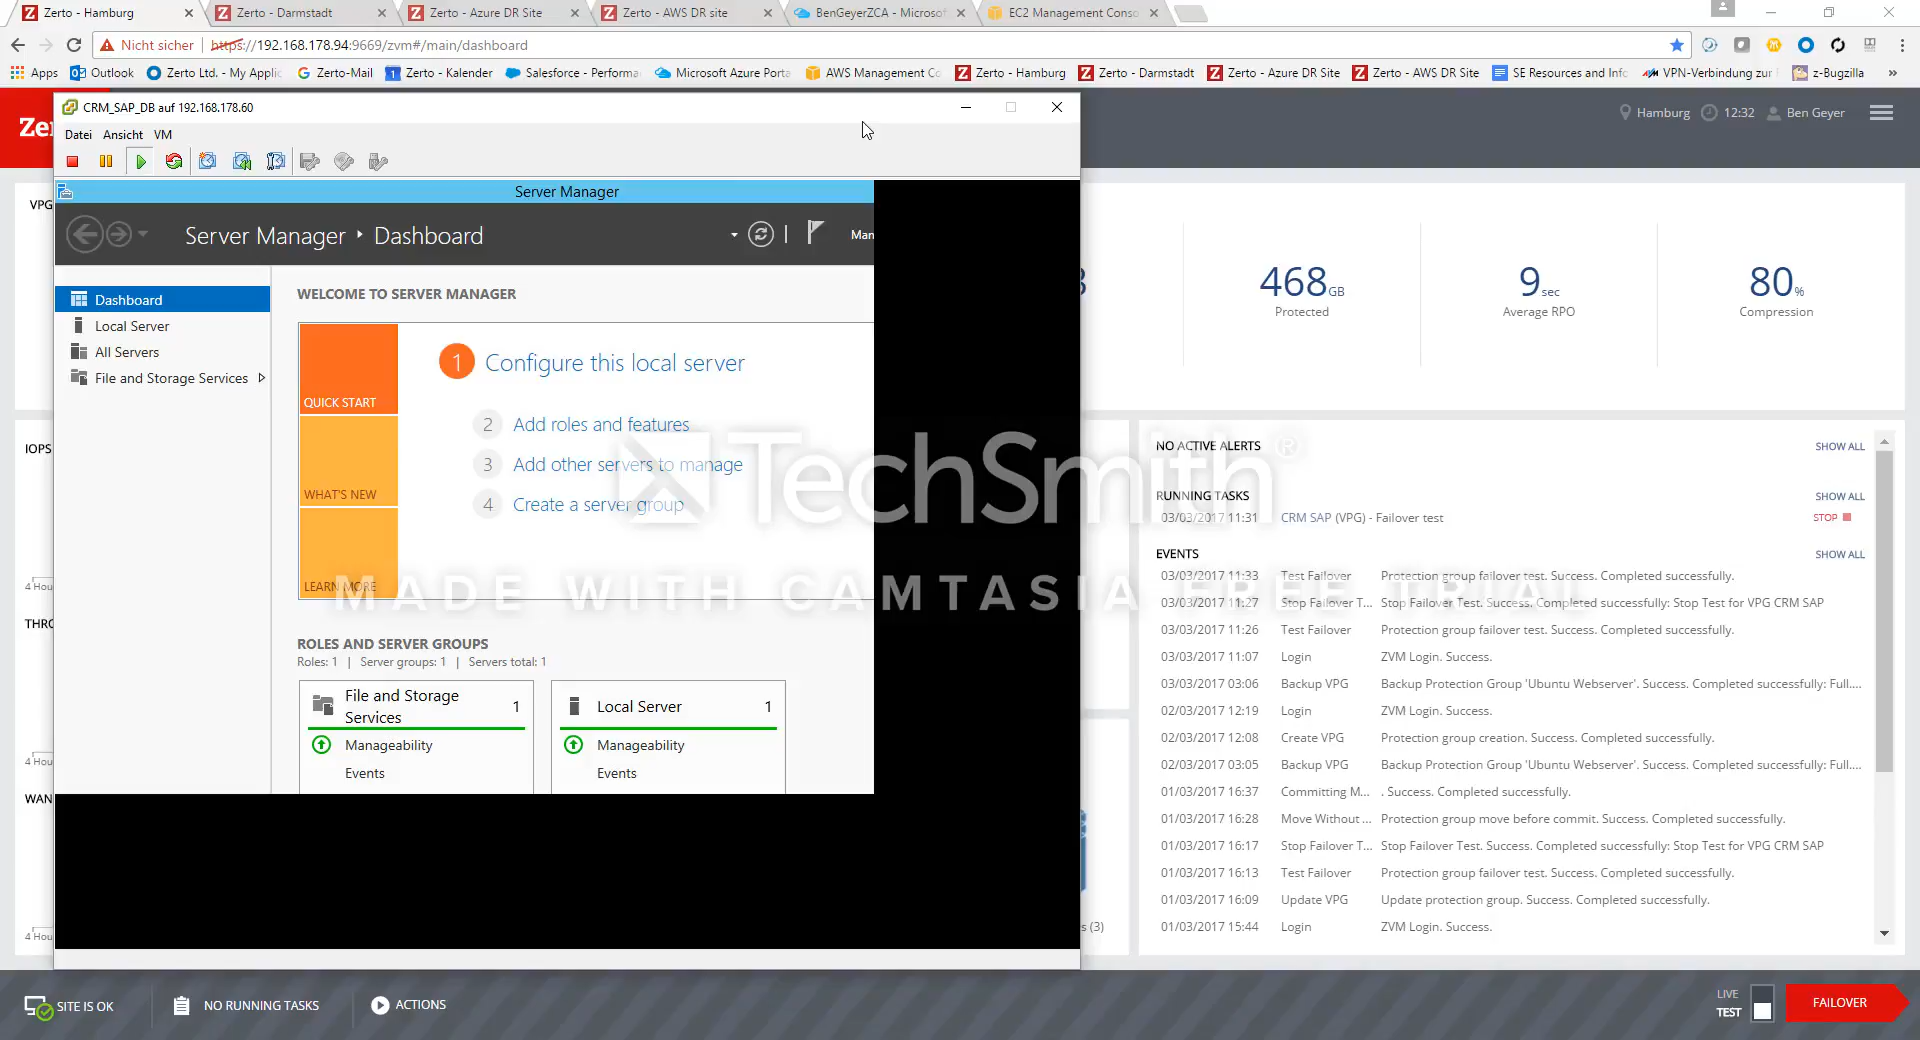 Zerto - Hamburg
Zerto - Darmstadt
Zerto - Azure DR Site
Zerto - AWS DR site
BenGeyerZCA - Microsof
EC2 Management Conso
Nicht sicher | https://192.168.178.94:9669/zvm#/main/dashboard
Apps Outlook Zerto Ltd. - My Applic Zerto-Mail Zerto - Kalender Salesforce - Performa Microsoft Azure Porta AWS Management Co Zerto - Hamburg Zerto - Darmstadt Zerto - Azure DR Site Zerto - AWS DR Site SE Resources and Info VPN-Verbindung zur z-Bugzilla »
Ze
Hamburg 12:32 Ben Geyer
CRM_SAP_DB auf 192.168.178.60
Datei Ansicht VM
Server Manager
Server Manager Dashboard
Man
Dashboard
Local Server
All Servers
File and Storage Services
WELCOME TO SERVER MANAGER
QUICK START
WHAT'S NEW
LEARN MORE
1 Configure this local server
2 Add roles and features
3 Add other servers to manage
4 Create a server group
ROLES AND SERVER GROUPS
Roles: 1 | Server groups: 1 | Servers total: 1
File and Storage Services 1
Manageability
Events
Local Server 1
Manageability
Events
VPG
IOPS
4 Hou
THRO
4 Hou
WAN
4 Hou
468 GB
Protected
9 sec
Average RPO
80 %
Compression
TechSmith®
MADE WITH CAMTASIA FREE TRIAL
NO ACTIVE ALERTS SHOW ALL
RUNNING TASKS SHOW ALL
03/03/2017 11:31 CRM SAP (VPG) - Failover test STOP
EVENTS SHOW ALL
03/03/2017 11:33 Test Failover Protection group failover test. Success. Completed successfully.
03/03/2017 11:27 Stop Failover T... Stop Failover Test. Success. Completed successfully: Stop Test for VPG CRM SAP
03/03/2017 11:26 Test Failover Protection group failover test. Success. Completed successfully.
03/03/2017 11:07 Login ZVM Login. Success.
03/03/2017 03:06 Backup VPG Backup Protection Group 'Ubuntu Webserver'. Success. Completed successfully: Full....
02/03/2017 12:19 Login ZVM Login. Success.
02/03/2017 12:08 Create VPG Protection group creation. Success. Completed successfully.
02/03/2017 03:05 Backup VPG Backup Protection Group 'Ubuntu Webserver'. Success. Completed successfully: Full....
01/03/2017 16:37 Committing M... . Success. Completed successfully.
01/03/2017 16:28 Move Without ... Protection group move before commit. Success. Completed successfully.
01/03/2017 16:17 Stop Failover T... Stop Failover Test. Success. Completed successfully: Stop Test for VPG CRM SAP
01/03/2017 16:13 Test Failover Protection group failover test. Success. Completed successfully.
01/03/2017 16:09 Update VPG Update protection group. Success. Completed successfully.
01/03/2017 15:44 Login ZVM Login. Success.
s (3)
SITE IS OK
NO RUNNING TASKS
ACTIONS
LIVE
TEST
FAILOVER